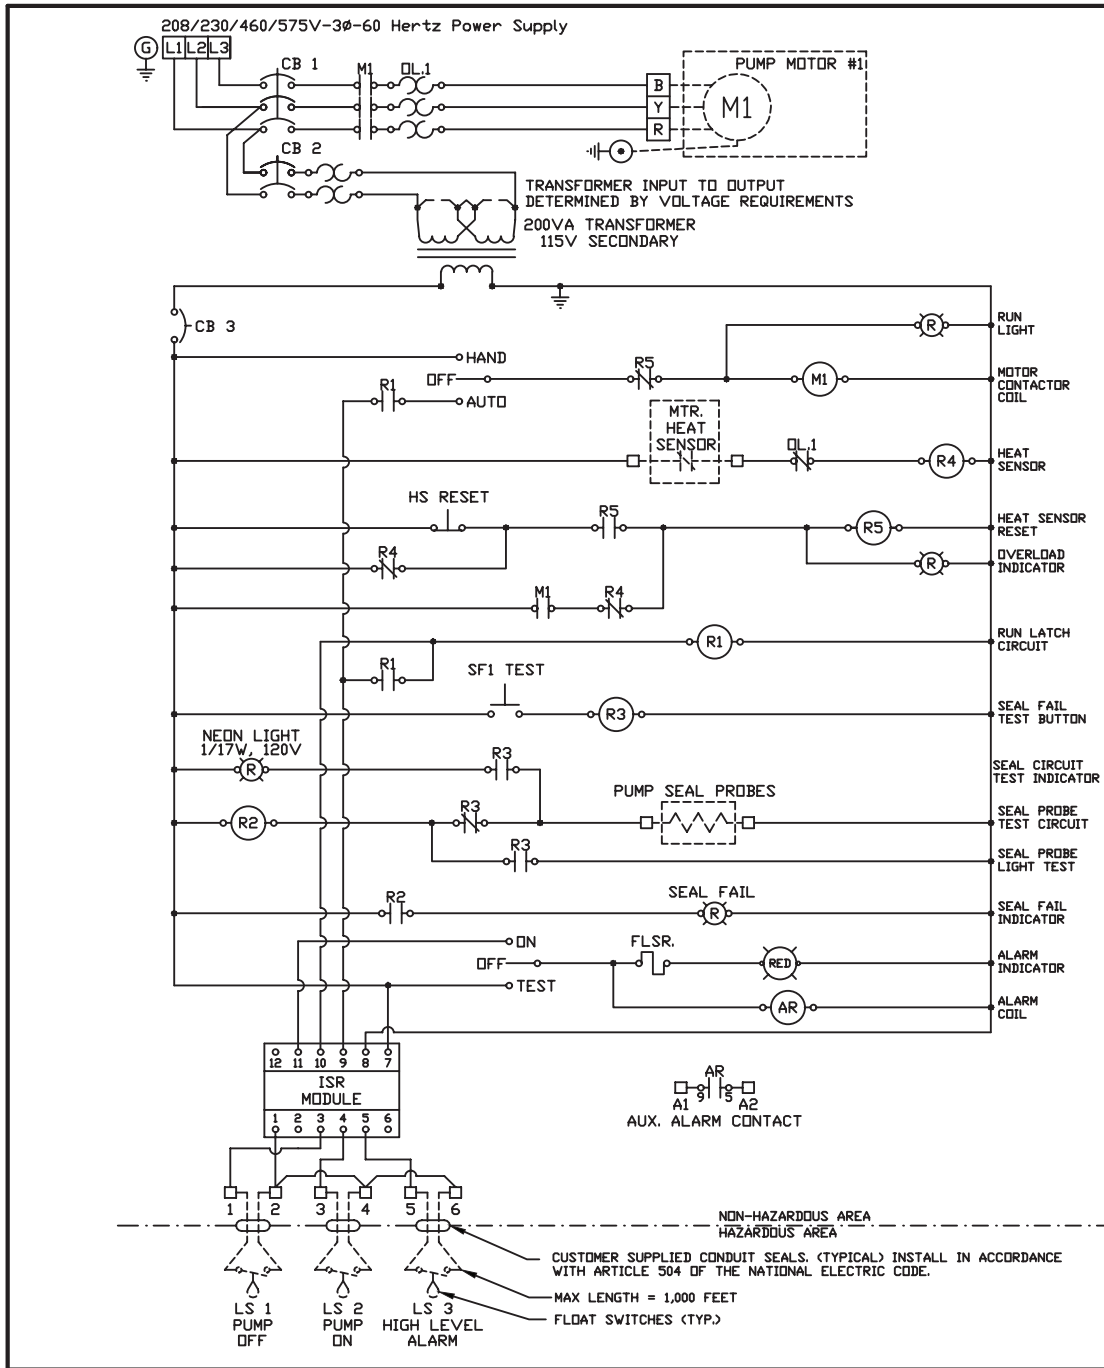 208/230/460/575V-3Ø-60 Hertz Power Supply
G L1 L2 L3
CB 1
M1
OL.1
B
Y
R
PUMP MOTOR #1
M1
CB 2
TRANSFORMER INPUT TO OUTPUT
DETERMINED BY VOLTAGE REQUIREMENTS
200VA TRANSFORMER
115V SECONDARY
CB 3
R
RUN
LIGHT
HAND
OFF
R5
M1
MOTOR
CONTACTOR
COIL
R1
AUTO
MTR.
HEAT
SENSOR
OL.1
R4
HEAT
SENSOR
HS RESET
R5
R5
HEAT SENSOR
RESET
R4
R
OVERLOAD
INDICATOR
M1
R4
R1
RUN LATCH
CIRCUIT
R1
SF1 TEST
R3
SEAL FAIL
TEST BUTTON
NEON LIGHT
1/17W, 120V
R
R3
SEAL CIRCUIT
TEST INDICATOR
PUMP SEAL PROBES
R2
R3
SEAL PROBE
TEST CIRCUIT
R3
SEAL PROBE
LIGHT TEST
R2
SEAL FAIL
R
SEAL FAIL
INDICATOR
ON
OFF
FLSR.
RED
ALARM
INDICATOR
TEST
AR
ALARM
COIL
12 11 10 9 8 7
ISR
MODULE
1 2 3 4 5 6
AR
A1 9 5 A2
AUX. ALARM CONTACT
1 2 3 4 5 6
NON-HAZARDOUS AREA
HAZARDOUS AREA
CUSTOMER SUPPLIED CONDUIT SEALS. (TYPICAL) INSTALL IN ACCORDANCE
WITH ARTICLE 504 OF THE NATIONAL ELECTRIC CODE.
MAX LENGTH = 1,000 FEET
FLOAT SWITCHES (TYP.)
LS 1
PUMP
OFF
LS 2
PUMP
ON
LS 3
HIGH LEVEL
ALARM